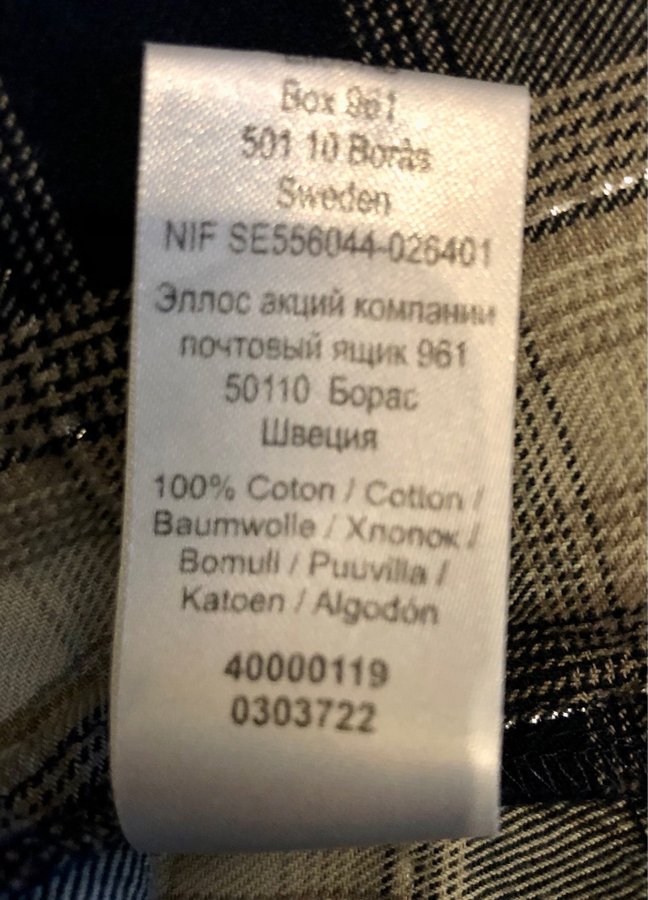 Box 961
501 10 Borås
Sweden
NIF SE556044-026401
Эллос акций компании
почтовый ящик 961
50110 Борас
Швеция
100% Coton / Cotton /
Baumwolle / Хлопок /
Bomull / Puuvilla /
Katoen / Algodón
40000119
0303722